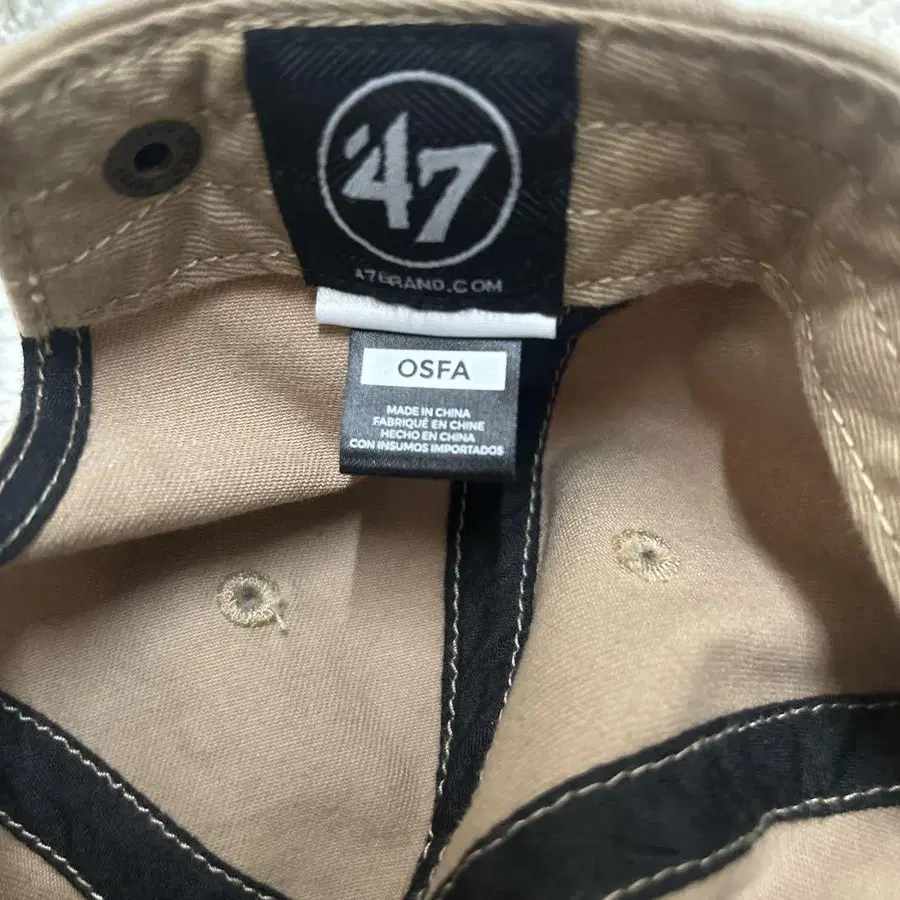 '47
47BRAND.COM
OSFA
MADE IN CHINA
FABRIQUÉ EN CHINE
HECHO EN CHINA
CON INSUMOS IMPORTADOS